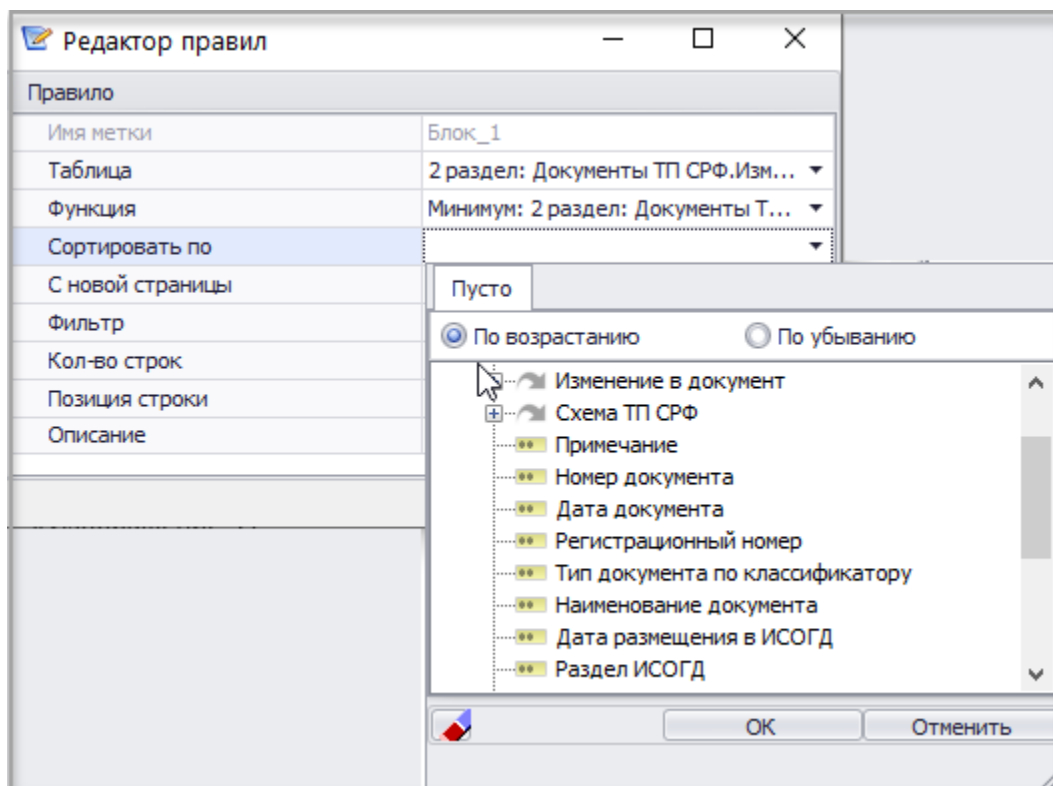 Редактор правил
Правило
Имя метки Блок_1
Таблица 2 раздел: Документы ТП СРФ.Изм...
Функция Минимум: 2 раздел: Документы Т...
Сортировать по
С новой страницы
Фильтр
Кол-во строк
Позиция строки
Описание
Пусто
По возрастанию По убыванию
Изменение в документ
Схема ТП СРФ
Примечание
Номер документа
Дата документа
Регистрационный номер
Тип документа по классификатору
Наименование документа
Дата размещения в ИСОГД
Раздел ИСОГД
ОК Отменить